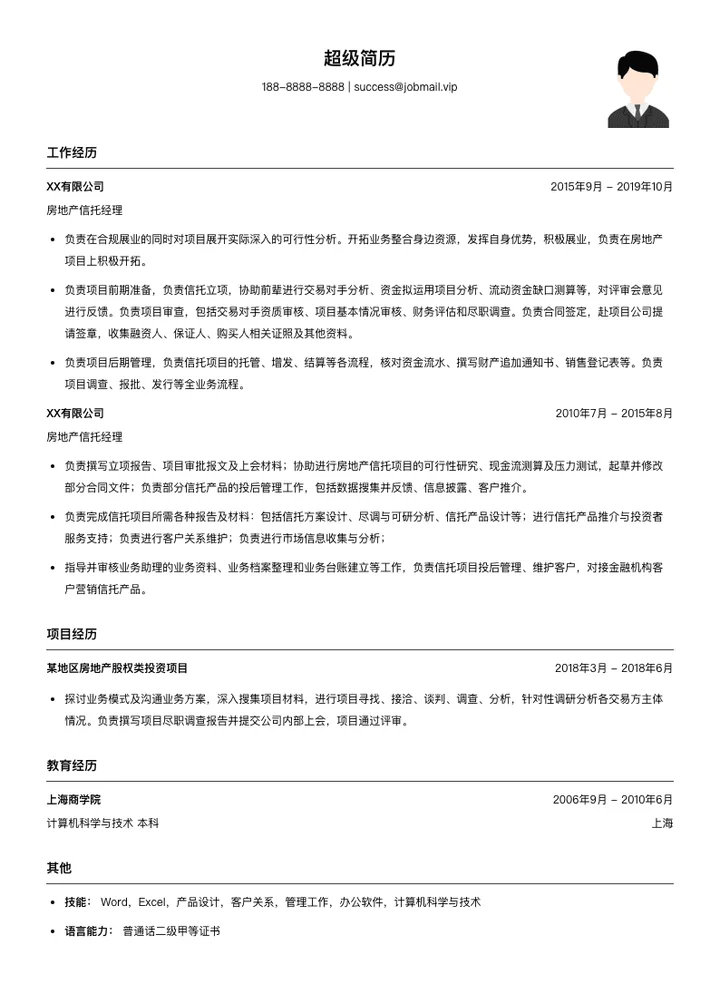 超级简历
188-8888-8888 | success@jobmail.vip
工作经历
XX有限公司 2015年9月 – 2019年10月
房地产信托经理
• 负责在合规展业的同时对项目展开实际深入的可行性分析。开拓业务整合身边资源，发挥自身优势，积极展业，负责在房地产
项目上积极开拓。
• 负责项目前期准备，负责信托立项，协助前辈进行交易对手分析、资金拟运用项目分析、流动资金缺口测算等，对评审会意见
进行反馈。负责项目审查，包括交易对手资质审核、项目基本情况审核、财务评估和尽职调查。负责合同签定，赴项目公司提
请签章，收集融资人、保证人、购买人相关证照及其他资料。
• 负责项目后期管理，负责信托项目的托管、增发、结算等各流程，核对资金流水、撰写财产追加通知书、销售登记表等。负责
项目调查、报批、发行等全业务流程。
XX有限公司 2010年7月 – 2015年8月
房地产信托经理
• 负责撰写立项报告、项目审批报文及上会材料；协助进行房地产信托项目的可行性研究、现金流测算及压力测试，起草并修改
部分合同文件；负责部分信托产品的投后管理工作，包括数据搜集并反馈、信息披露、客户推介。
• 负责完成信托项目所需各种报告及材料：包括信托方案设计、尽调与可研分析、信托产品设计等；进行信托产品推介与投资者
服务支持；负责进行客户关系维护；负责进行市场信息收集与分析；
• 指导并审核业务助理的业务资料、业务档案整理和业务台账建立等工作，负责信托项目投后管理、维护客户，对接金融机构客
户营销信托产品。
项目经历
某地区房地产股权类投资项目 2018年3月 – 2018年6月
• 探讨业务模式及沟通业务方案，深入搜集项目材料，进行项目寻找、接洽、谈判、调查、分析，针对性调研分析各交易方主体
情况。负责撰写项目尽职调查报告并提交公司内部上会，项目通过评审。
教育经历
上海商学院 2006年9月 – 2010年6月
计算机科学与技术 本科 上海
其他
• 技能： Word，Excel，产品设计，客户关系，管理工作，办公软件，计算机科学与技术
• 语言能力： 普通话二级甲等证书